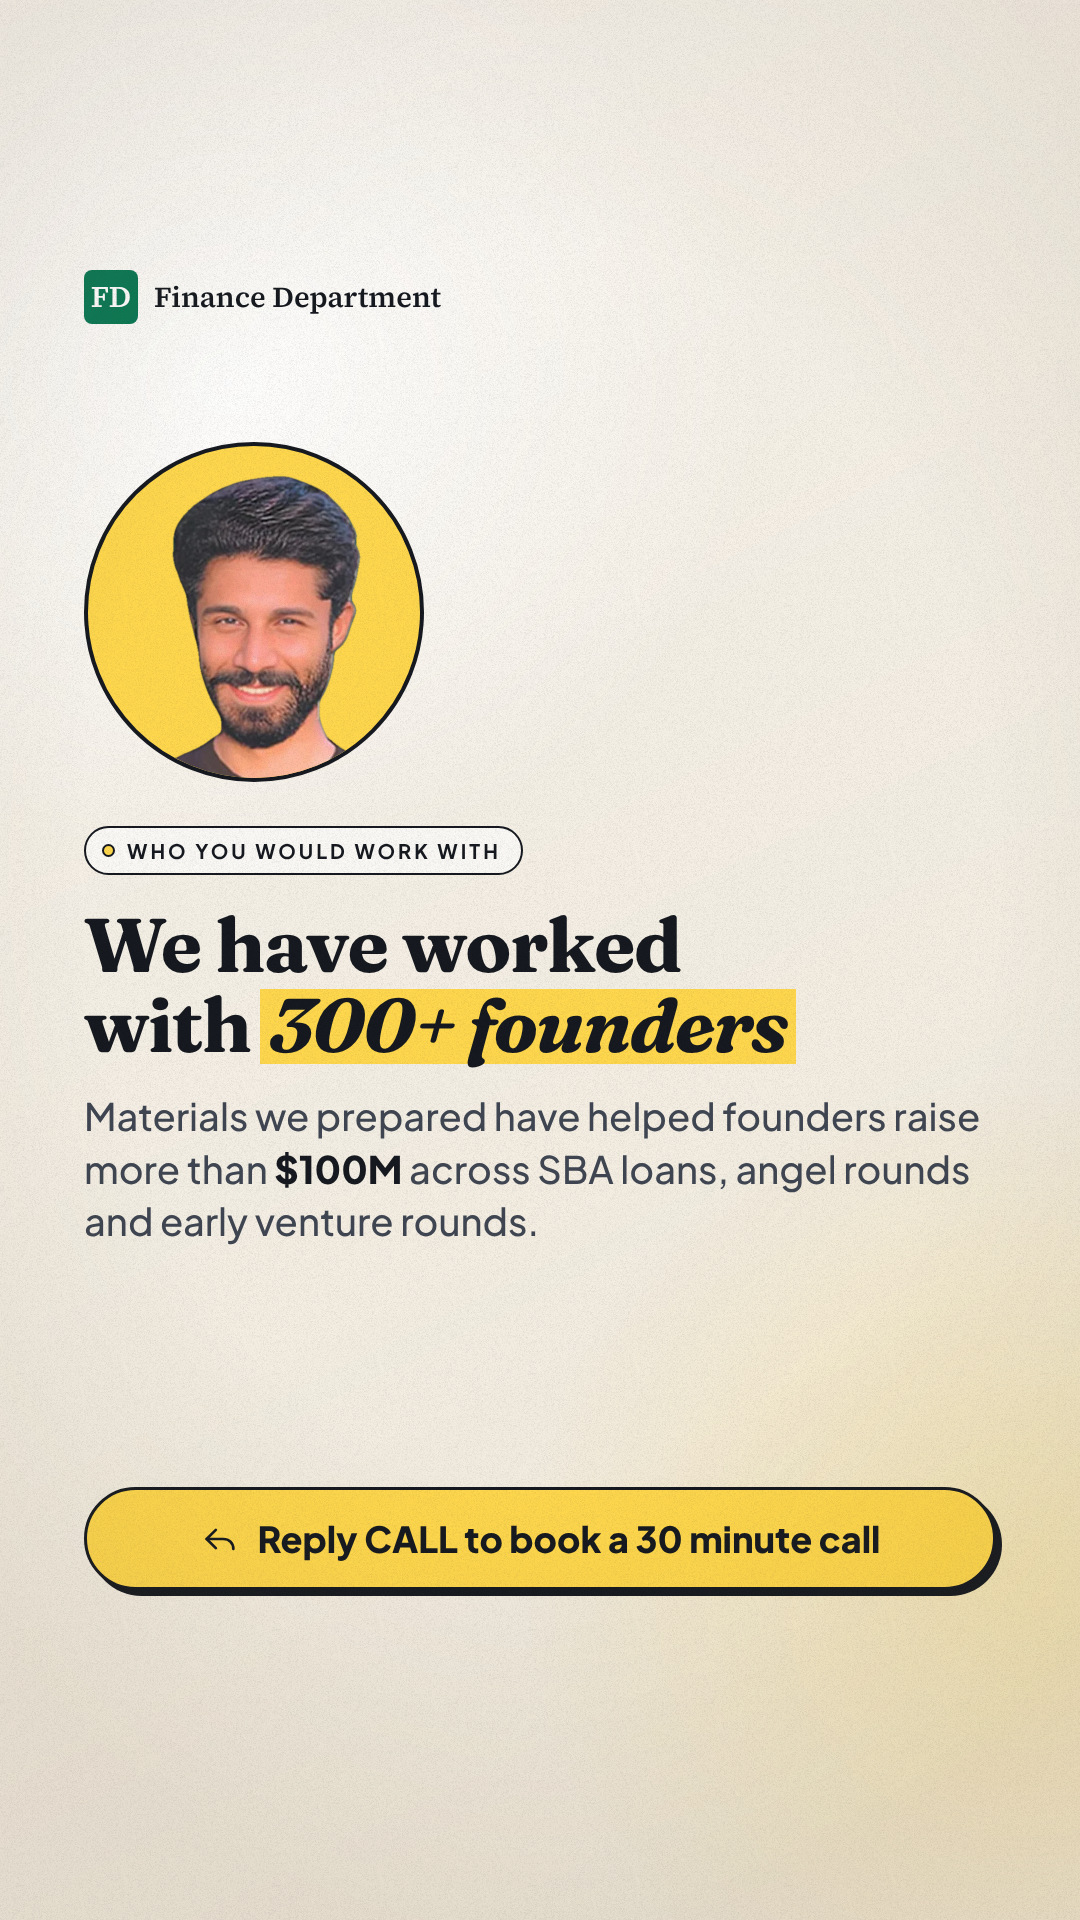 FD Finance Department
WHO YOU WOULD WORK WITH
We have worked
with 300+ founders
Materials we prepared have helped founders raise
more than $100M across SBA loans, angel rounds
and early venture rounds.
Reply CALL to book a 30 minute call